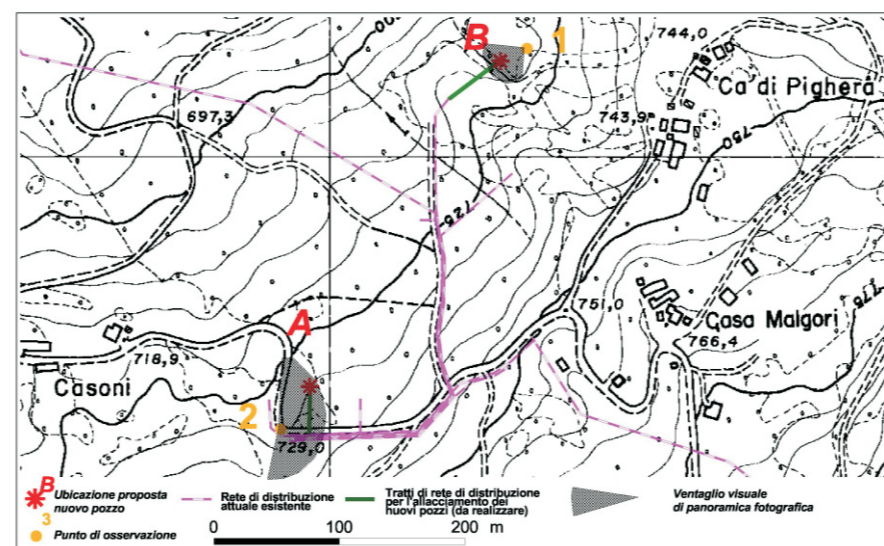 B
1
744,0
Ca di Pighera
697,3
743,9
750
725
A
751,0
Casa Malgori
766,4
775
718,9
Casoni
2
729,0
B
Ubicazione proposta
nuovo pozzo
Rete di distribuzione
attuale esistente
Tratti di rete di distribuzione
per l'allacciamento dei
nuovi pozzi (da realizzare)
Ventaglio visuale
di panoramica fotografica
3
Punto di osservazione
0 100 200 m